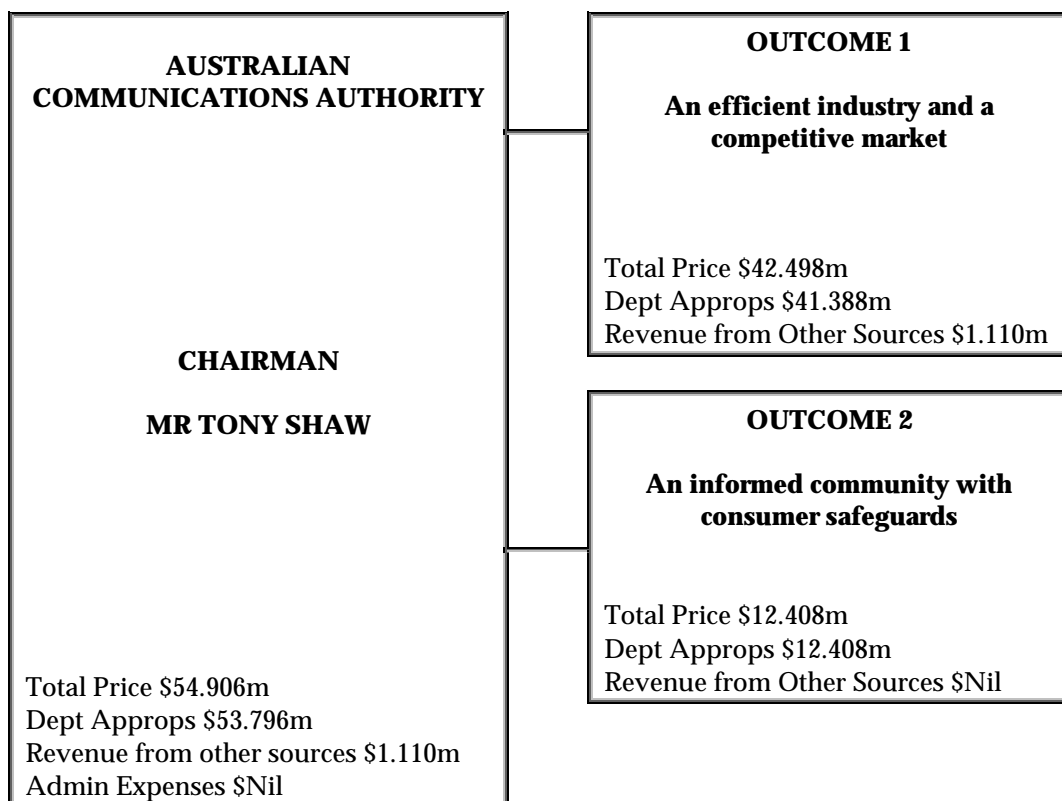 AUSTRALIAN
COMMUNICATIONS AUTHORITY
CHAIRMAN
MR TONY SHAW
Total Price $54.906m
Dept Approps $53.796m
Revenue from other sources $1.110m
Admin Expenses $Nil
OUTCOME 1
An efficient industry and a
competitive market
Total Price $42.498m
Dept Approps $41.388m
Revenue from Other Sources $1.110m
OUTCOME 2
An informed community with
consumer safeguards
Total Price $12.408m
Dept Approps $12.408m
Revenue from Other Sources $Nil